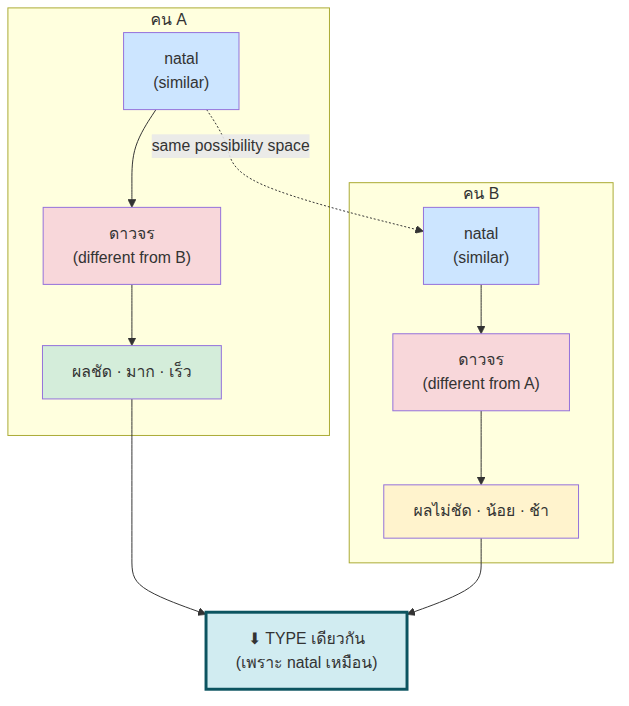 คน A
natal
(similar)
same possibility space
ดาวจร
(different from B)
ผลชัด · มาก · เร็ว
คน B
natal
(similar)
ดาวจร
(different from A)
ผลไม่ชัด · น้อย · ช้า
⬇ TYPE เดียวกัน
(เพราะ natal เหมือน)